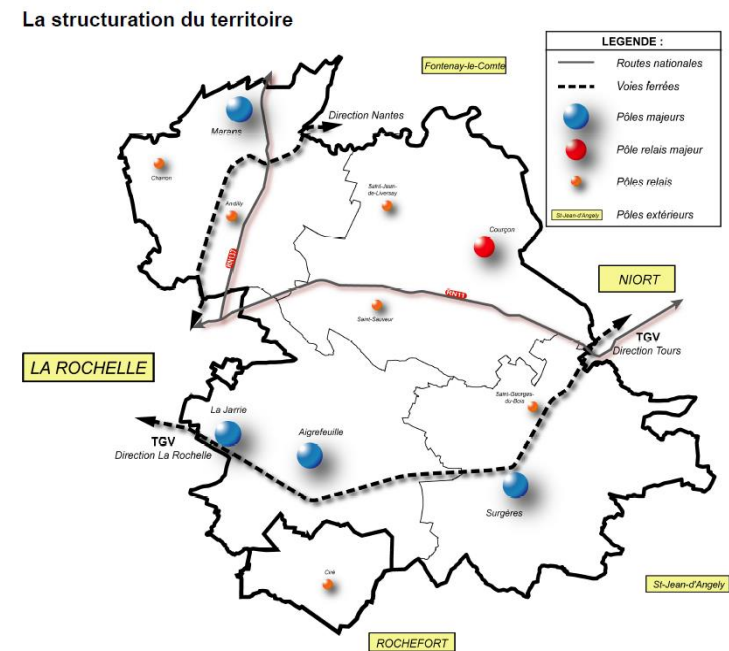 La structuration du territoire
LEGENDE :
Routes nationales
Voies ferrées
Pôles majeurs
Pôle relais majeur
Pôles relais
St-Jean-d'Angely
Pôles extérieurs
Fontenay-le-Comte
Direction Nantes
Marans
Charron
Andilly
Saint-Jean-
de-Liversay
Courçon
RN137
RN11
NIORT
Saint-Sauveur
TGV
Direction Tours
LA ROCHELLE
Saint-Georges-
du-Bois
La Jarrie
Aigrefeuille
TGV
Direction La Rochelle
Surgères
Ciré
St-Jean-d'Angely
ROCHEFORT